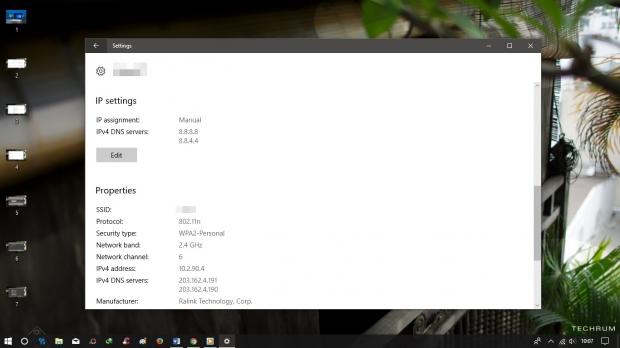 Settings
IP settings
IP assignment: Manual
IPv4 DNS servers: 8.8.8.8
8.8.4.4
Edit
Properties
SSID:
Protocol: 802.11n
Security type: WPA2-Personal
Network band: 2.4 GHz
Network channel: 6
IPv4 address: 10.2.90.4
IPv4 DNS servers: 203.162.4.191
203.162.4.190
Manufacturer: Ralink Technology, Corp.
1
2
3
4
5
6
7
TECHRUM
10:07